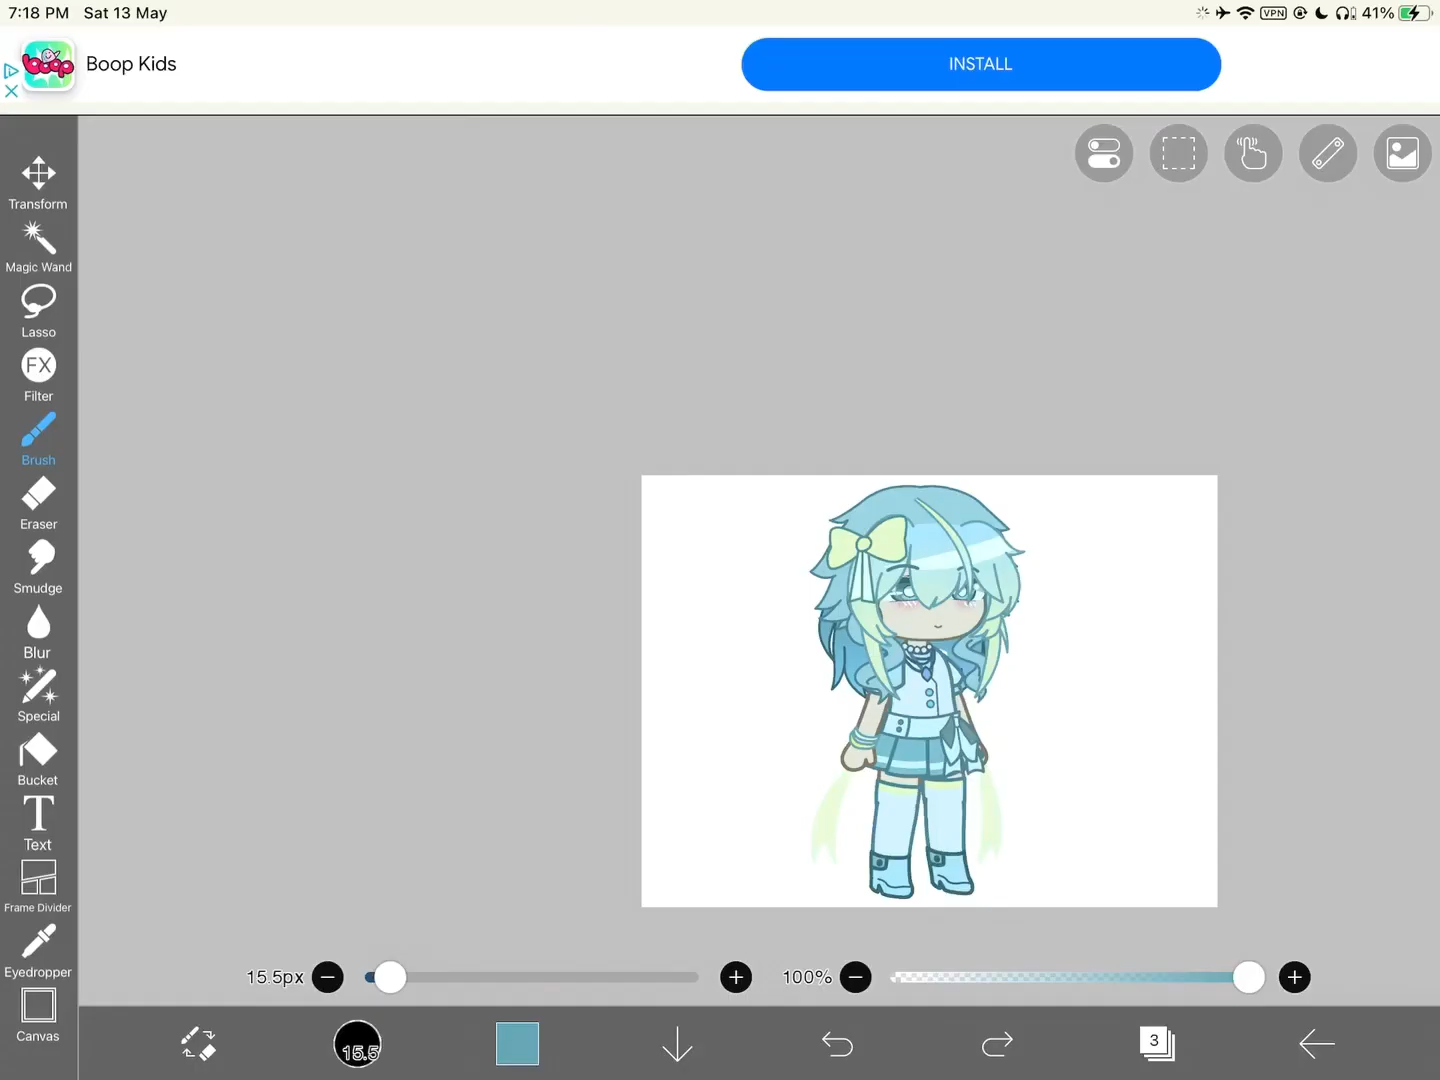 7:18 PM Sat 13 May
VPN 41%
boop
Boop Kids
INSTALL
Transform
Magic Wand
Lasso
FX
Filter
Brush
Eraser
Smudge
Blur
Special
Bucket
T
Text
Frame Divider
Eyedropper
Canvas
15.5px
100%
15.5
3